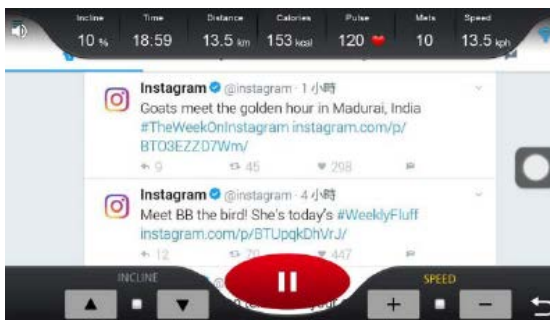 Incline Time Distance Calories Pulse Mets Speed
10 % 18:59 13.5 km 153 kcal 120 10 13.5 kph
Instagram @instagram · 1 小時
Goats meet the golden hour in Madurai, India
#TheWeekOnInstagram instagram.com/p/
BTO3EZZD7Wm/
9 45 298
Instagram @instagram · 4 小時
Meet BB the bird! She's today's #WeeklyFluff
instagram.com/p/BTUpqkDhVrJ/
12 70 447
INCLINE SPEED